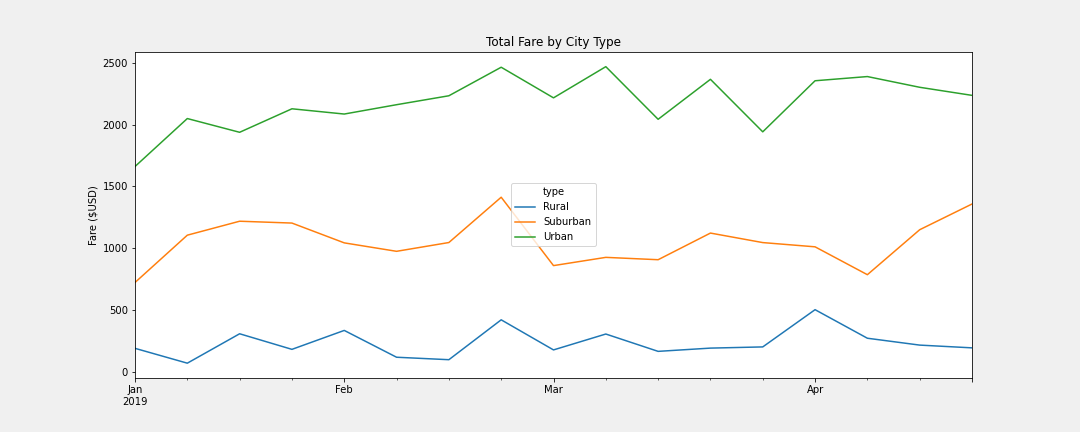 Total Fare by City Type
Fare ($USD)
2500
2000
1500
1000
500
0
type
Rural
Suburban
Urban
Jan
2019
Feb
Mar
Apr